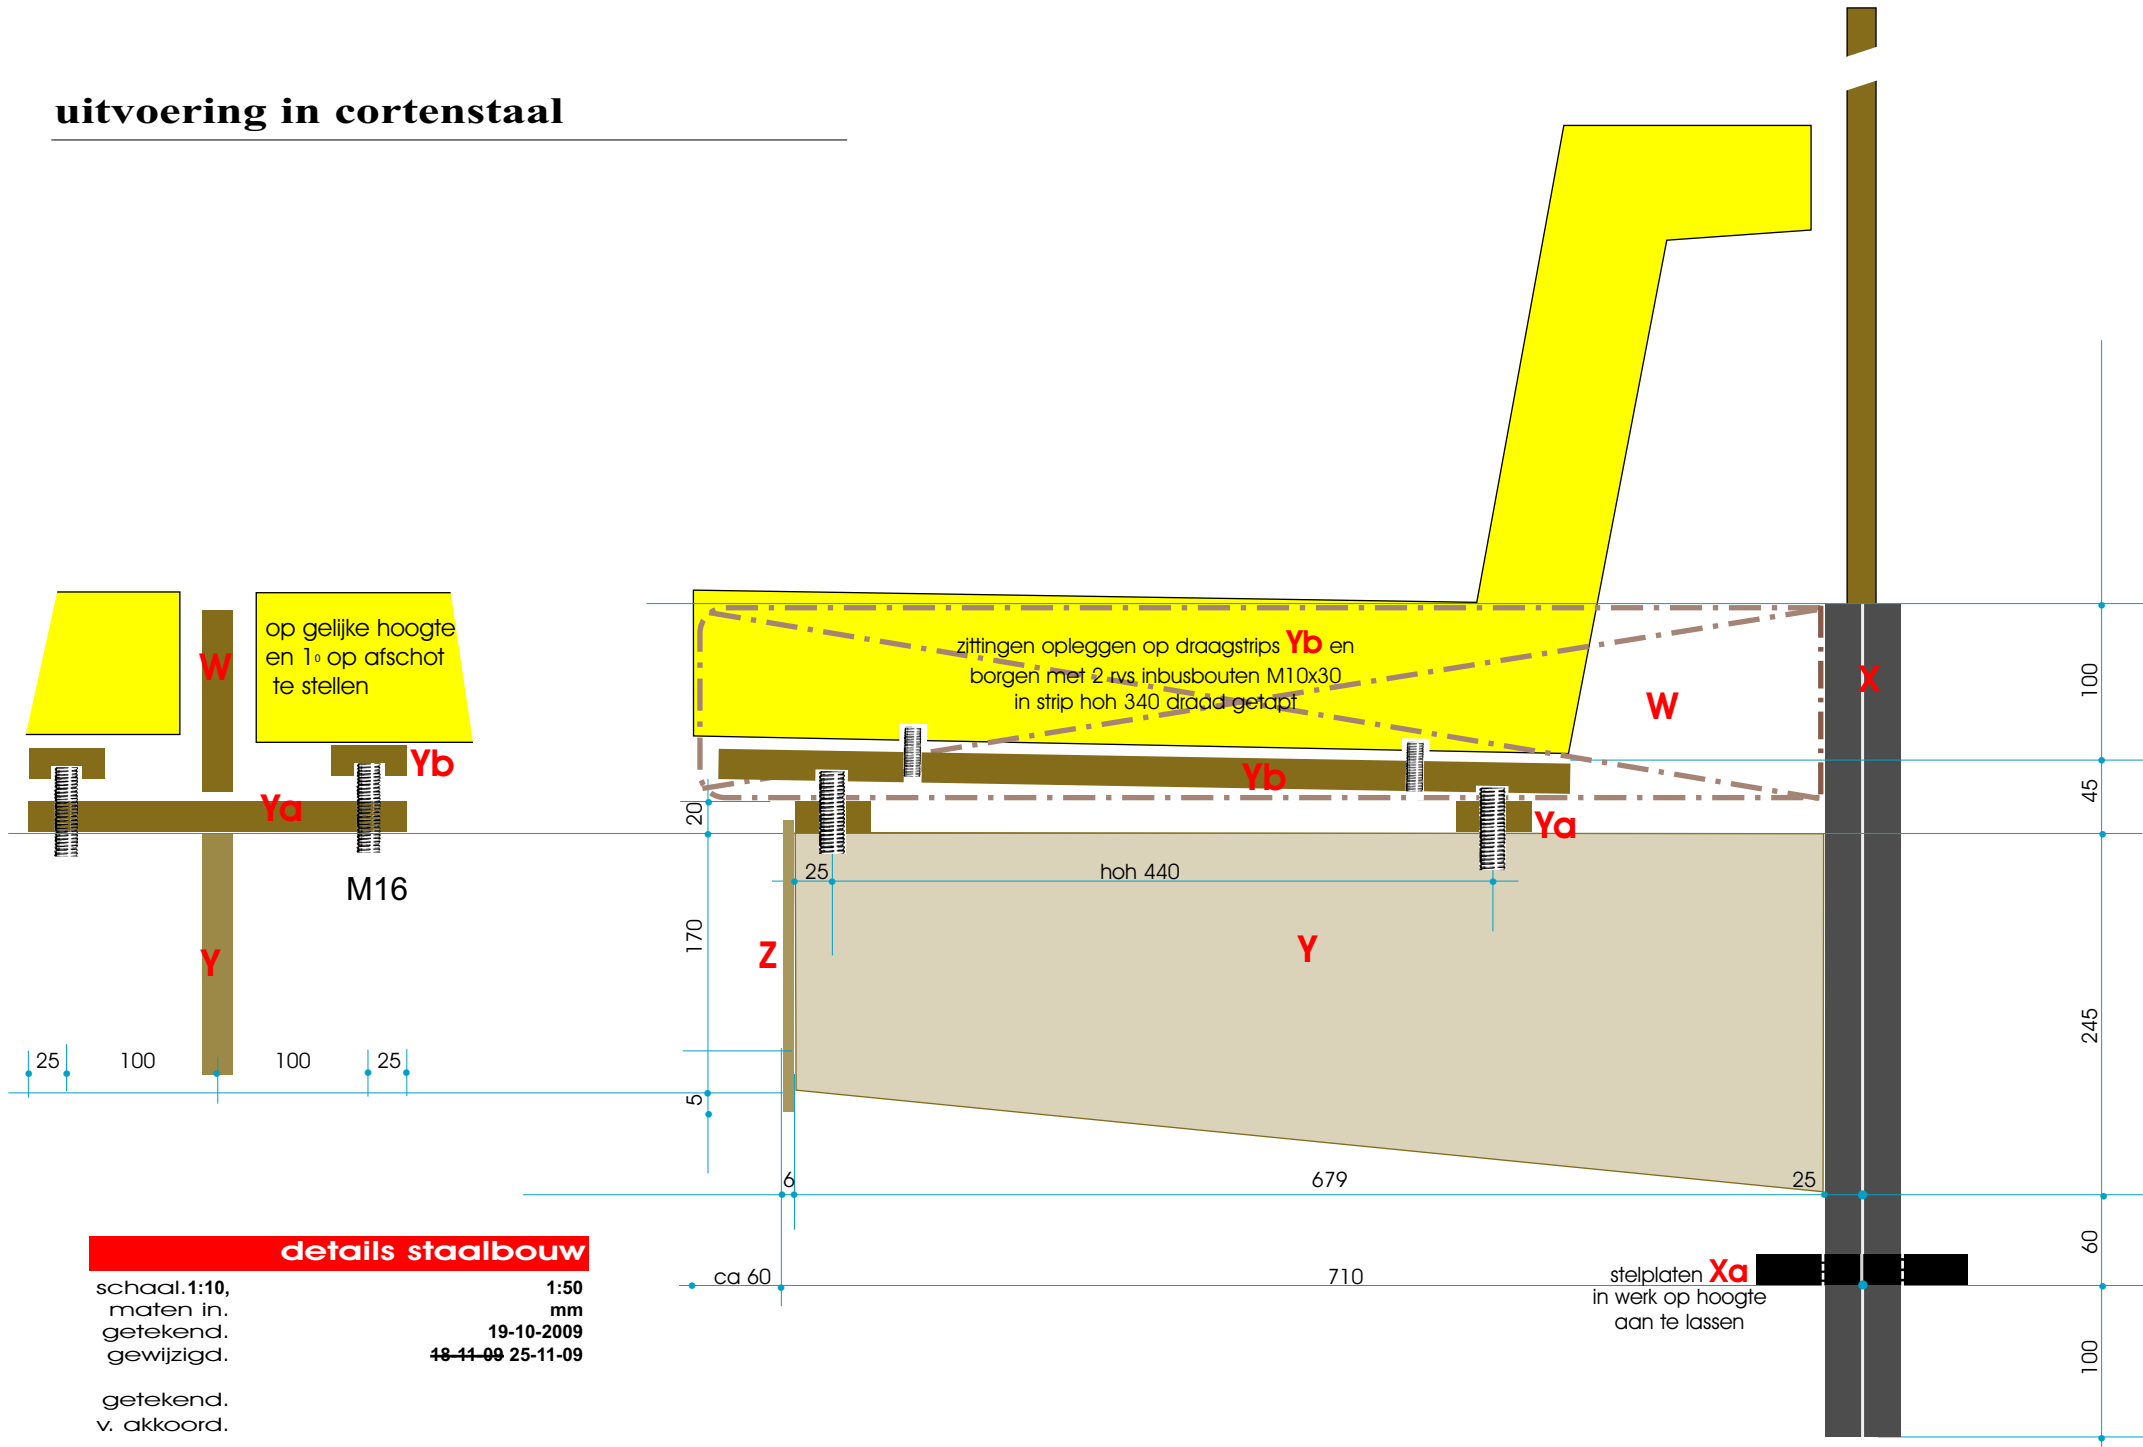 uitvoering in cortenstaal
op gelijke hoogte
en 1⁰ op afschot
te stellen
W
Yb
Ya
Y
M16
25
100
100
25
zittingen opleggen op draagstrips Yb en
borgen met 2 rvs inbusbouten M10x30
in strip hoh 340 draad getapt
W
X
Yb
Ya
20
25
hoh 440
170
Z
Y
5
6
679
25
ca 60
710
stelplaten Xa
in werk op hoogte
aan te lassen
100
45
245
60
100
details staalbouw
schaal.1:10, 1:50
maten in. mm
getekend. 19-10-2009
gewijzigd. 18-11-09 25-11-09
getekend.
v. akkoord.